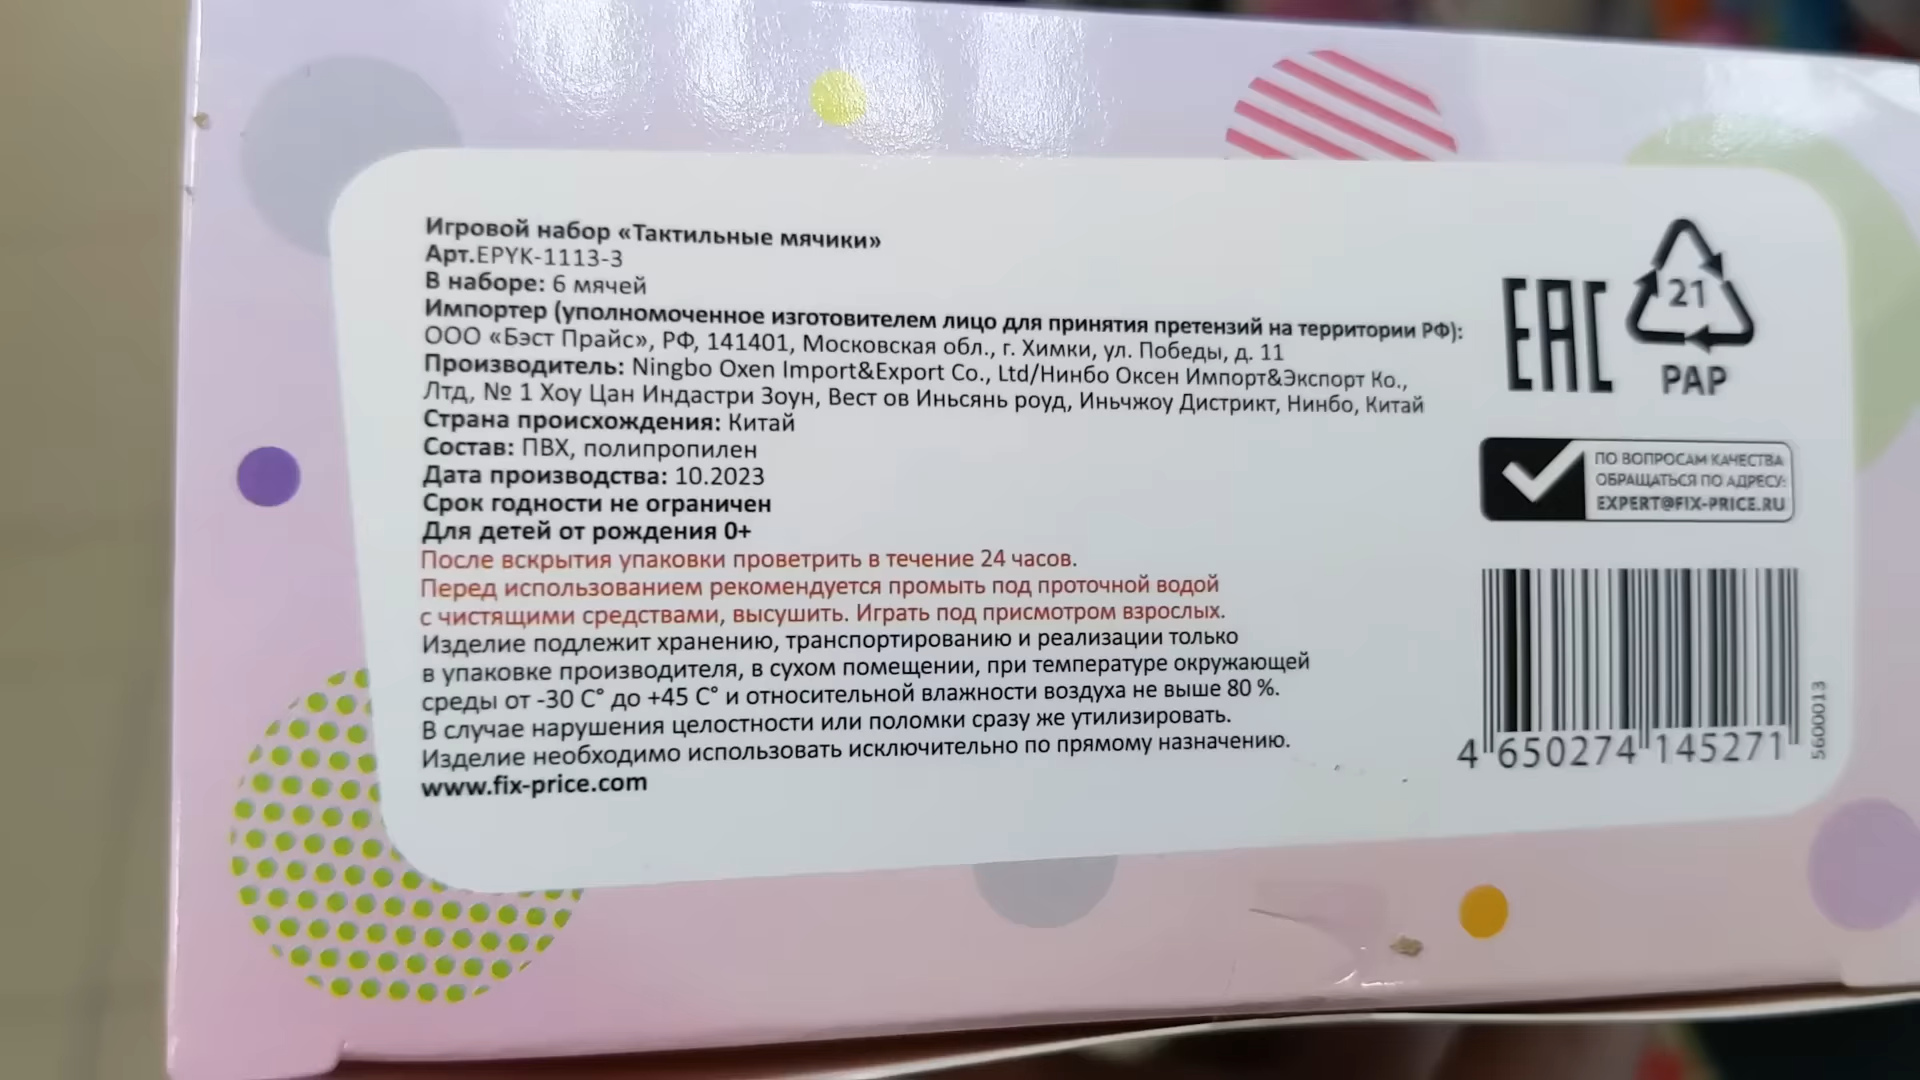 Игровой набор «Тактильные мячики»
Арт.EPYK-1113-3
В наборе: 6 мячей
Импортер (уполномоченное изготовителем лицо для принятия претензий на территории РФ):
ООО «Бэст Прайс», РФ, 141401, Московская обл., г. Химки, ул. Победы, д. 11
Производитель: Ningbo Oxen Import&Export Co., Ltd/Нинбо Оксен Импорт&Экспорт Ко.,
Лтд, № 1 Хоу Цан Индастри Зоун, Вест ов Иньсянь роуд, Иньчжоу Дистрикт, Нинбо, Китай
Страна происхождения: Китай
Состав: ПВХ, полипропилен
Дата производства: 10.2023
Срок годности не ограничен
Для детей от рождения 0+
После вскрытия упаковки проветрить в течение 24 часов.
Перед использованием рекомендуется промыть под проточной водой
с чистящими средствами, высушить. Играть под присмотром взрослых.
Изделие подлежит хранению, транспортированию и реализации только
в упаковке производителя, в сухом помещении, при температуре окружающей
среды от -30 С° до +45 С° и относительной влажности воздуха не выше 80 %.
В случае нарушения целостности или поломки сразу же утилизировать.
Изделие необходимо использовать исключительно по прямому назначению.
www.fix-price.com
EAC
21
PAP
ПО ВОПРОСАМ КАЧЕСТВА
ОБРАЩАТЬСЯ ПО АДРЕСУ:
EXPERT@FIX-PRICE.RU
4 650274 145271
5600013